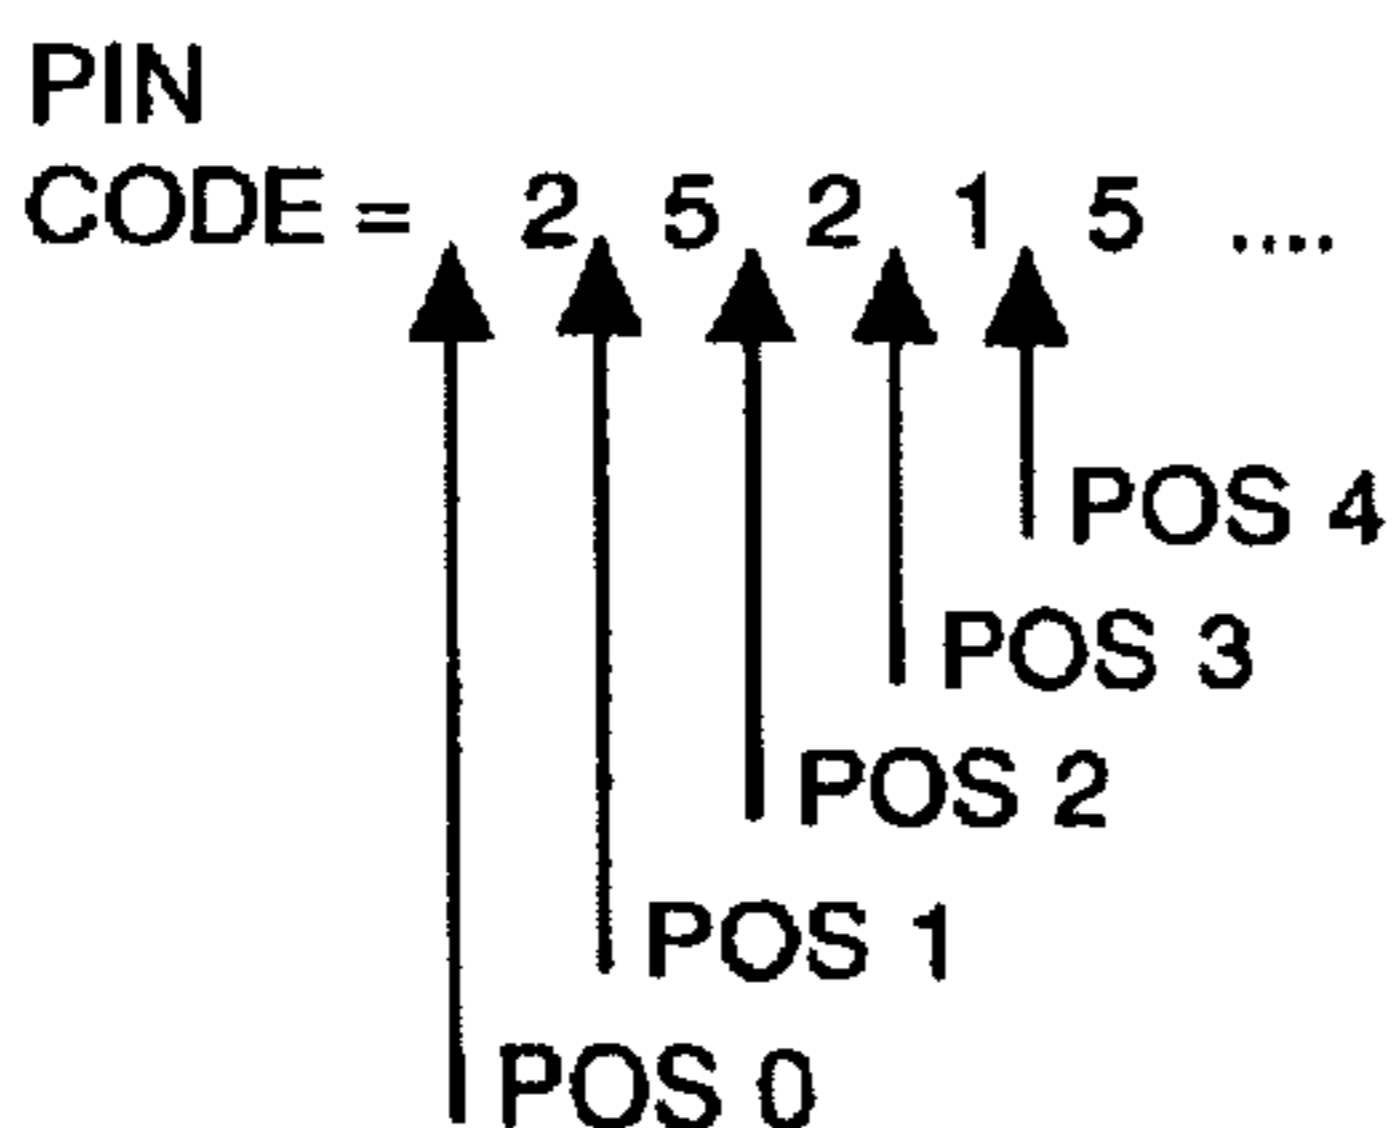 PIN
CODE = 2 5 2 1 5 ....
POS 4
POS 3
POS 2
POS 1
POS 0